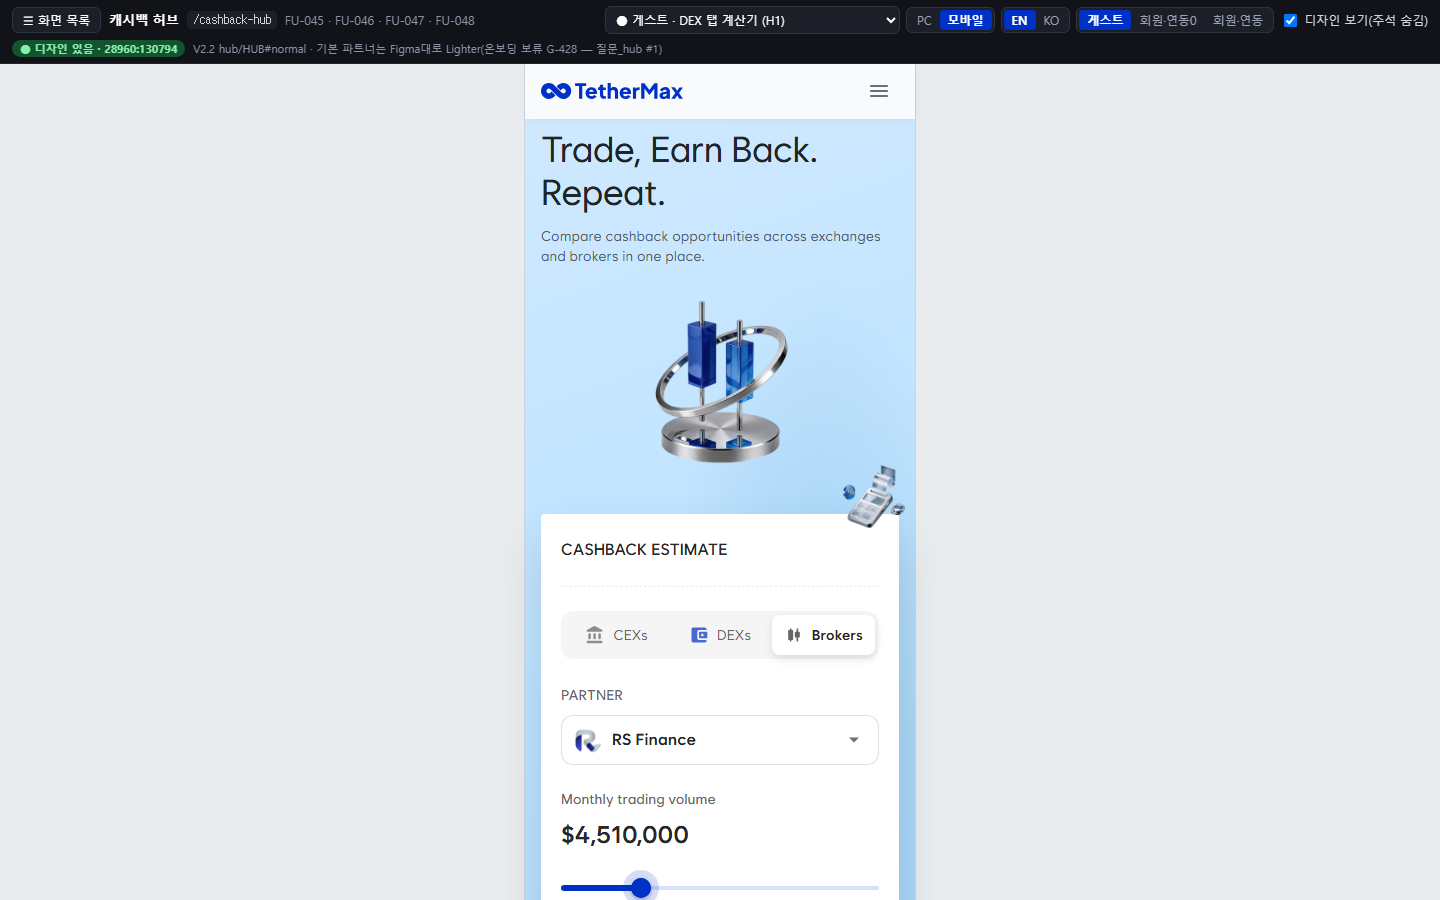 ☰ 화면 목록 캐시백 허브 /cashback-hub FU-045 · FU-046 · FU-047 · FU-048 ● 게스트 · DEX 탭 계산기 (H1) PC 모바일 EN KO 게스트 회원·연동0 회원·연동 디자인 보기(주석 숨김)
● 디자인 있음 · 28960:130794 V2.2 hub/HUB#normal · 기본 파트너는 Figma대로 Lighter(온보딩 보류 G-428 — 질문_hub #1)
TetherMax
Trade, Earn Back.
Repeat.
Compare cashback opportunities across exchanges
and brokers in one place.
CASHBACK ESTIMATE
CEXs DEXs Brokers
PARTNER
RS Finance
Monthly trading volume
$4,510,000